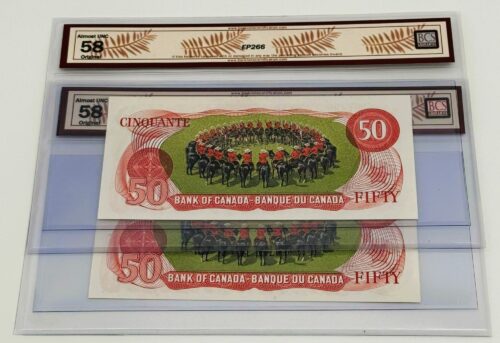 Almost UNC
58
Original
EP266
BCS
Almost UNC
58
Original
BCS
CINQUANTE
50
50
BANK OF CANADA - BANQUE DU CANADA
FIFTY
50
BANK OF CANADA - BANQUE DU CANADA
FIFTY